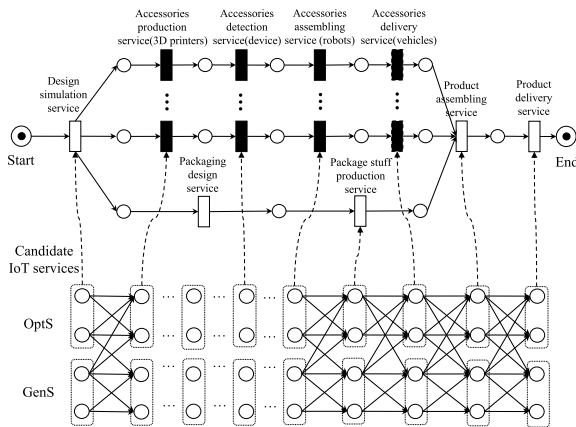 Accessories
production
service(3D printers)
Accessories
detection
service(device)
Accessories
assembling
service (robots)
Accessories
delivery
service(vehicles)
Design
simulation
service
Product
assembling
service
Product
delivery
service
Start
End
Packaging
design
service
Package stuff
production
service
Candidate
IoT services
OptS
GenS